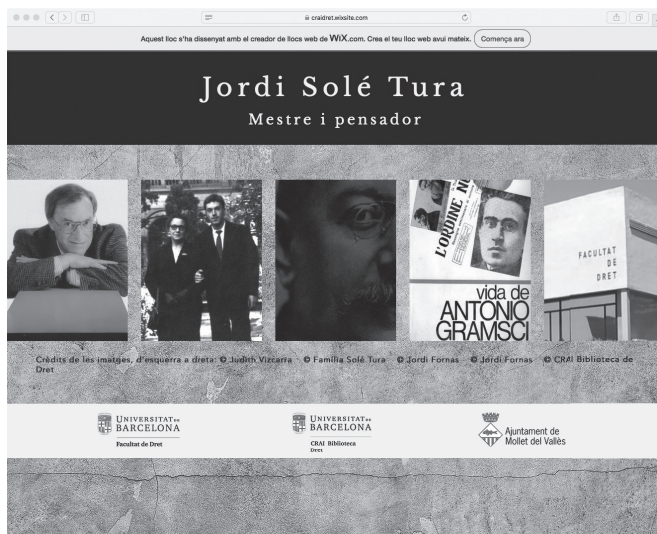 craidret.wixsite.com
Aquest lloc s'ha dissenyat amb el creador de llocs web de WiX.com. Crea el teu lloc web avui mateix. Comença ara
Jordi Solé Tura
Mestre i pensador
L'ORDINE NU
vida de
ANTONIO
GRAMSCI
FACULTAT
DE
DRET
Crèdits de les imatges, d'esquerra a dreta: © Judith Vizcarra © Família Solé Tura © Jordi Fornas © Jordi Fornas © CRAI Biblioteca de
Dret
UNIVERSITAT DE
BARCELONA
Facultat de Dret
UNIVERSITAT DE
BARCELONA
CRAI Biblioteca
Dret
Ajuntament de
Mollet del Vallès